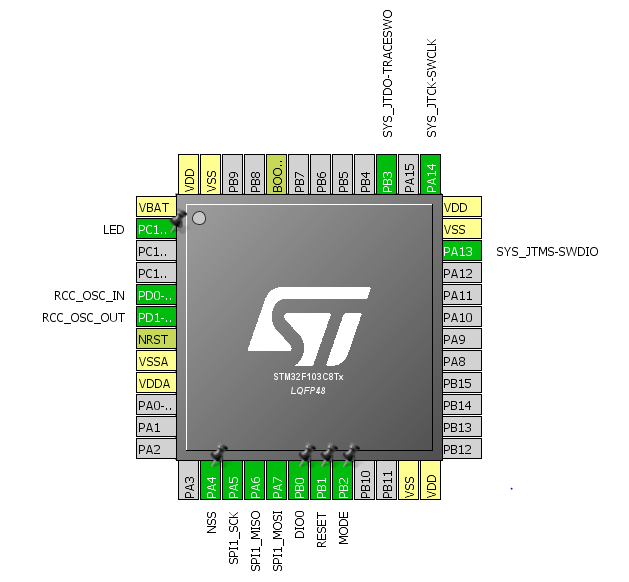 SYS_JTDO-TRACESWO
SYS_JTCK-SWCLK
VDD
VSS
PB9
PB8
BOO..
PB7
PB6
PB5
PB4
PB3
PA15
PA14
VBAT
LED PC1..
PC1..
PC1..
RCC_OSC_IN PD0-..
RCC_OSC_OUT PD1-..
NRST
VSSA
VDDA
PA0-..
PA1
PA2
ST
STM32F103C8Tx
LQFP48
VDD
VSS
PA13 SYS_JTMS-SWDIO
PA12
PA11
PA10
PA9
PA8
PB15
PB14
PB13
PB12
PA3
PA4
PA5
PA6
PA7
PB0
PB1
PB2
PB10
PB11
VSS
VDD
NSS
SPI1_SCK
SPI1_MISO
SPI1_MOSI
DIO0
RESET
MODE